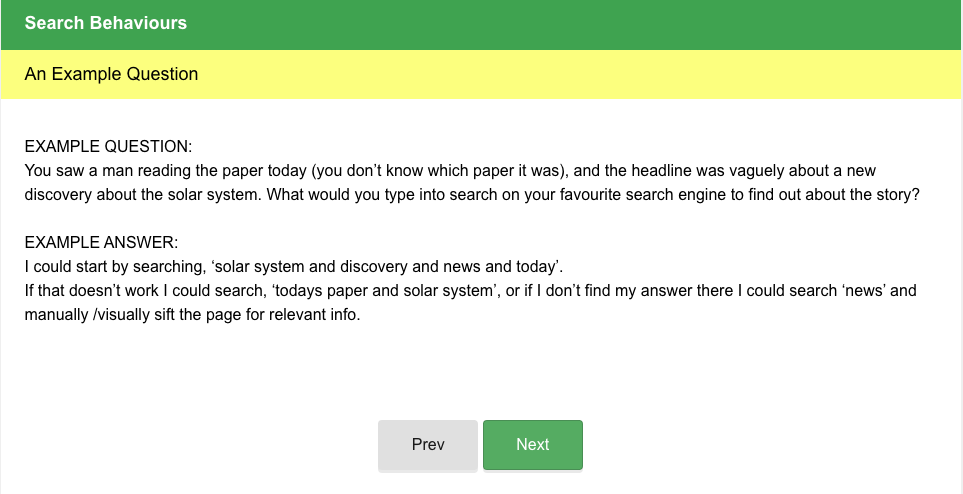 Search Behaviours
An Example Question
EXAMPLE QUESTION:
You saw a man reading the paper today (you don’t know which paper it was), and the headline was vaguely about a new
discovery about the solar system. What would you type into search on your favourite search engine to find out about the story?
EXAMPLE ANSWER:
I could start by searching, ‘solar system and discovery and news and today’.
If that doesn’t work I could search, ‘todays paper and solar system’, or if I don’t find my answer there I could search ‘news’ and
manually /visually sift the page for relevant info.
Prev
Next